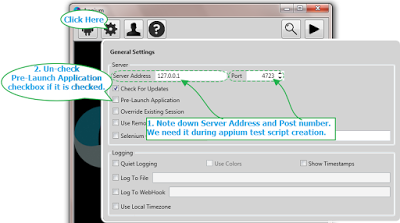 Click Here
General Settings
Server
Server Address 127.0.0.1 Port 4723
2. Un-check
Pre-Launch Application
checkbox if it is checked.
Check For Updates
Pre-Launch Application
Override Existing Session
Use Remo
1. Note down Server Address and Post number.
We need it during appium test script creation.
Selenium
Logging
Quiet Logging Use Colors Show Timestamps
Log To File
Log To WebHook
Use Local Timezone